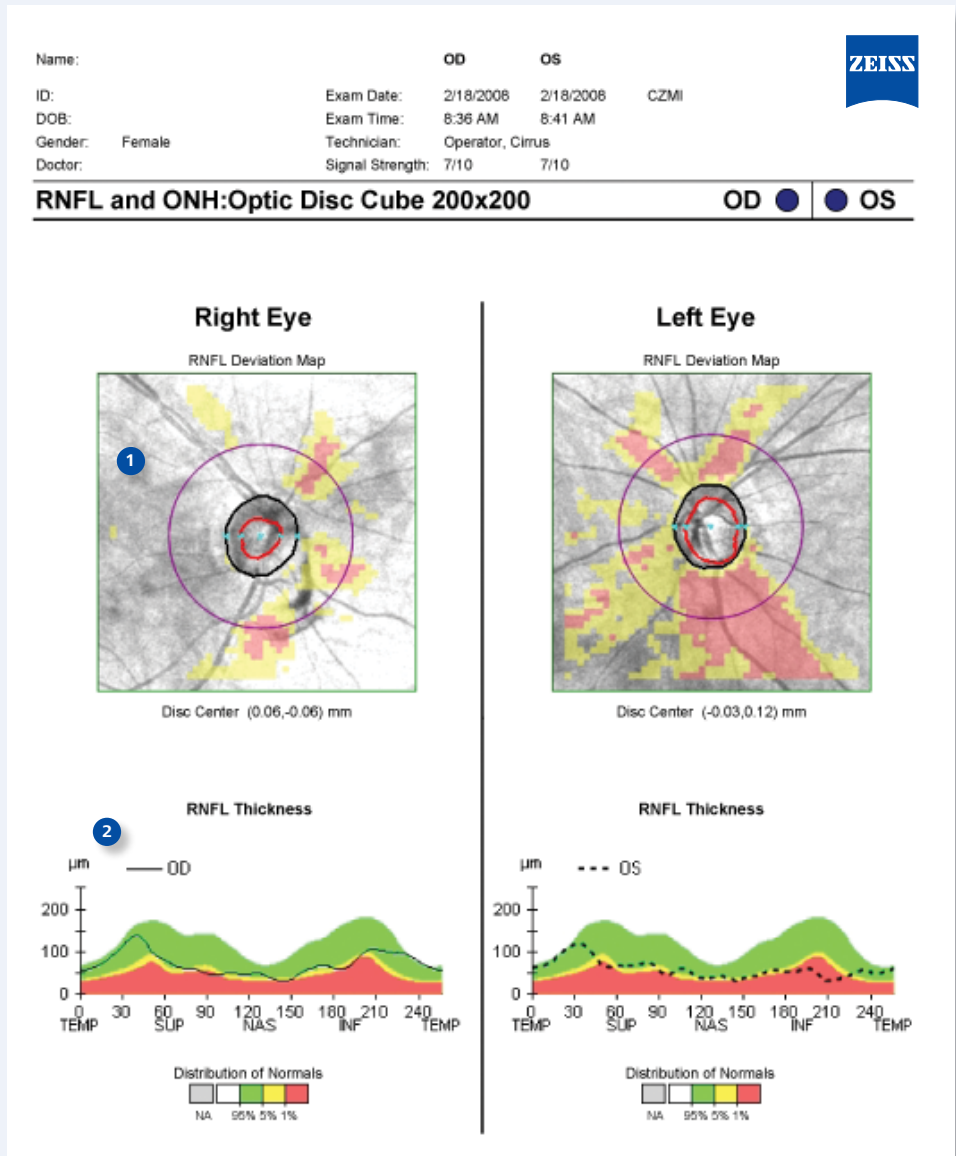 ZEISS
Name: OD OS
ID: Exam Date: 2/18/2008 2/18/2008 CZMI
DOB: Exam Time: 8:36 AM 8:41 AM
Gender: Female Technician: Operator, Cirrus
Doctor: Signal Strength: 7/10 7/10
RNFL and ONH:Optic Disc Cube 200x200 OD OS
Right Eye
RNFL Deviation Map
1
Disc Center (0.06,-0.06) mm
RNFL Thickness
2
µm OD
200
100
0
0 30 60 90 120 150 180 210 240
TEMP SUP NAS INF TEMP
Distribution of Normals
NA 95% 5% 1%
Left Eye
RNFL Deviation Map
Disc Center (-0.03,0.12) mm
RNFL Thickness
µm OS
200
100
0
0 30 60 90 120 150 180 210 240
TEMP SUP NAS INF TEMP
Distribution of Normals
NA 95% 5% 1%